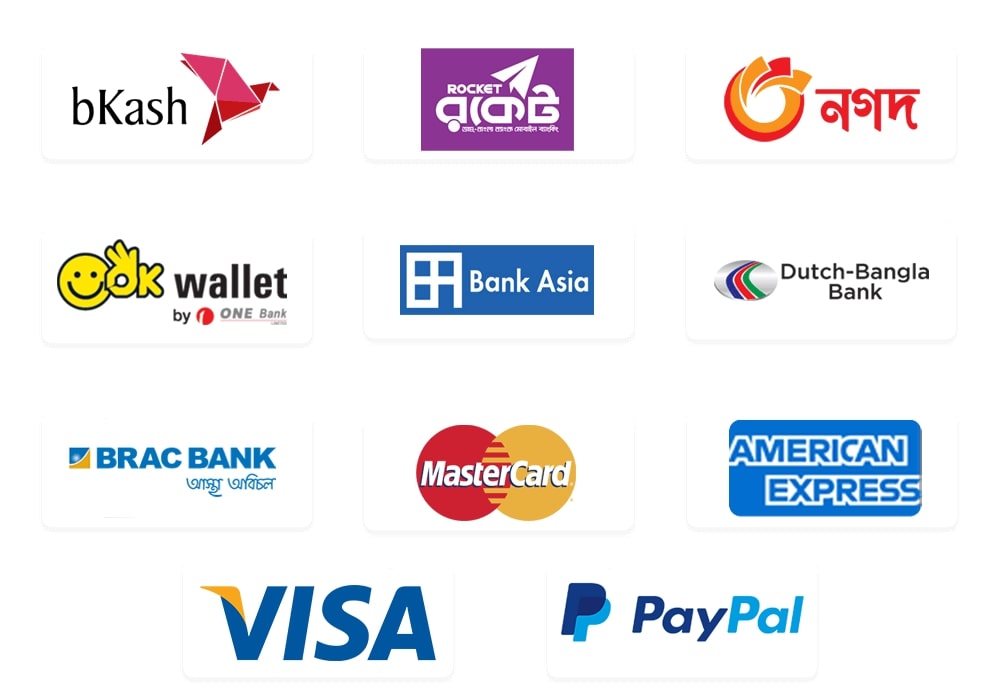 bKash
ROCKET
রকেট
ডাচ্-বাংলা ব্যাংক মোবাইল ব্যাংকিং
নগদ
OK wallet
by ONE Bank
Bank Asia
Dutch-Bangla
Bank
BRAC BANK
আস্থা অবিচল
MasterCard
AMERICAN
EXPRESS
VISA
PayPal